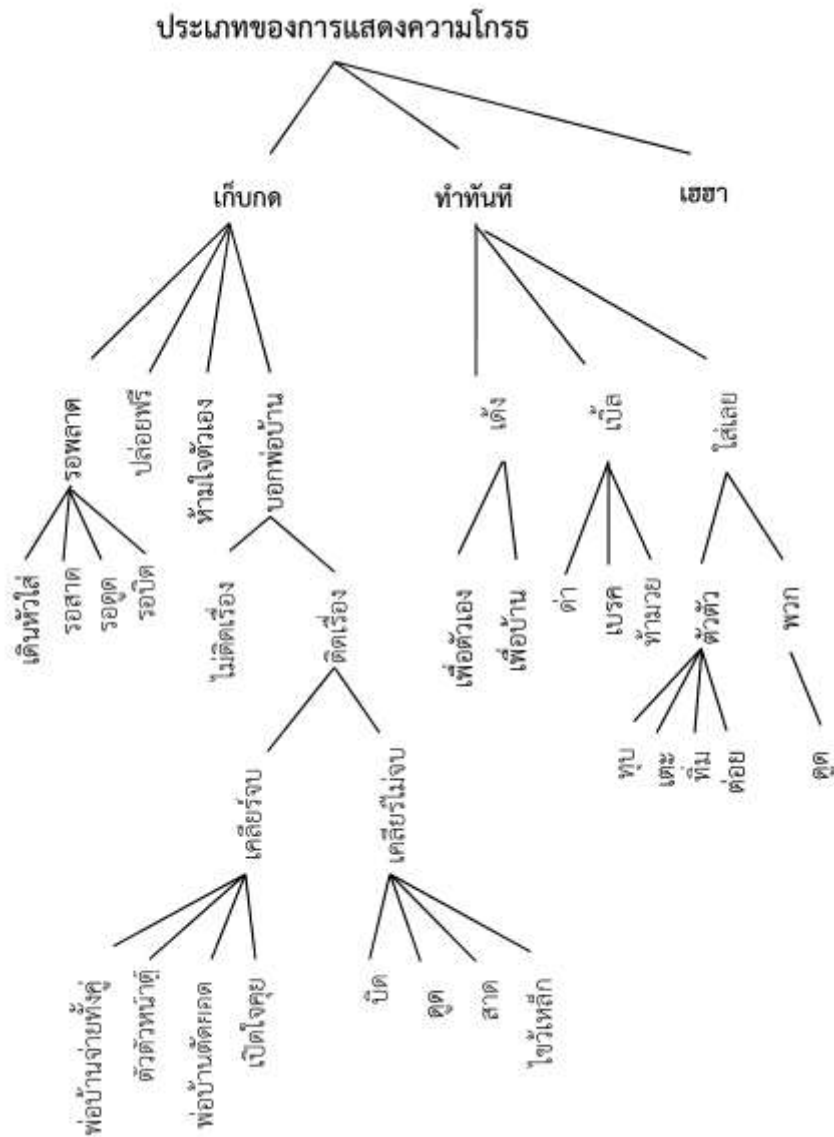 ประเภทของการแสดงความโกรธ
เก็บกด
ทำทันที
เฮฮา
รอพลาด
ปล่อยฟรี
ห้ามใจตัวเอง
บอกพ่อบ้าน
เด้ง
เบิ้ล
ใส่เลย
เดินหัวใส่
รอสาด
รอดูด
รอบิด
ไม่ติดเรื่อง
ติดเรื่อง
เพื่อตัวเอง
เพื่อบ้าน
ด่า
เบรค
ท้ามวย
ตัวตัว
พวก
ทุบ
เตะ
ทิ่ม
ต่อย
ดูด
เคลียร์จบ
เคลียร์ไม่จบ
พ่อบ้านจ่ายทั้งคู่
ตัวตัวหน้าตู้
พ่อบ้านตัดยอด
เปิดใจคุย
บิด
ดูด
สาด
ไขว้เหล็ก